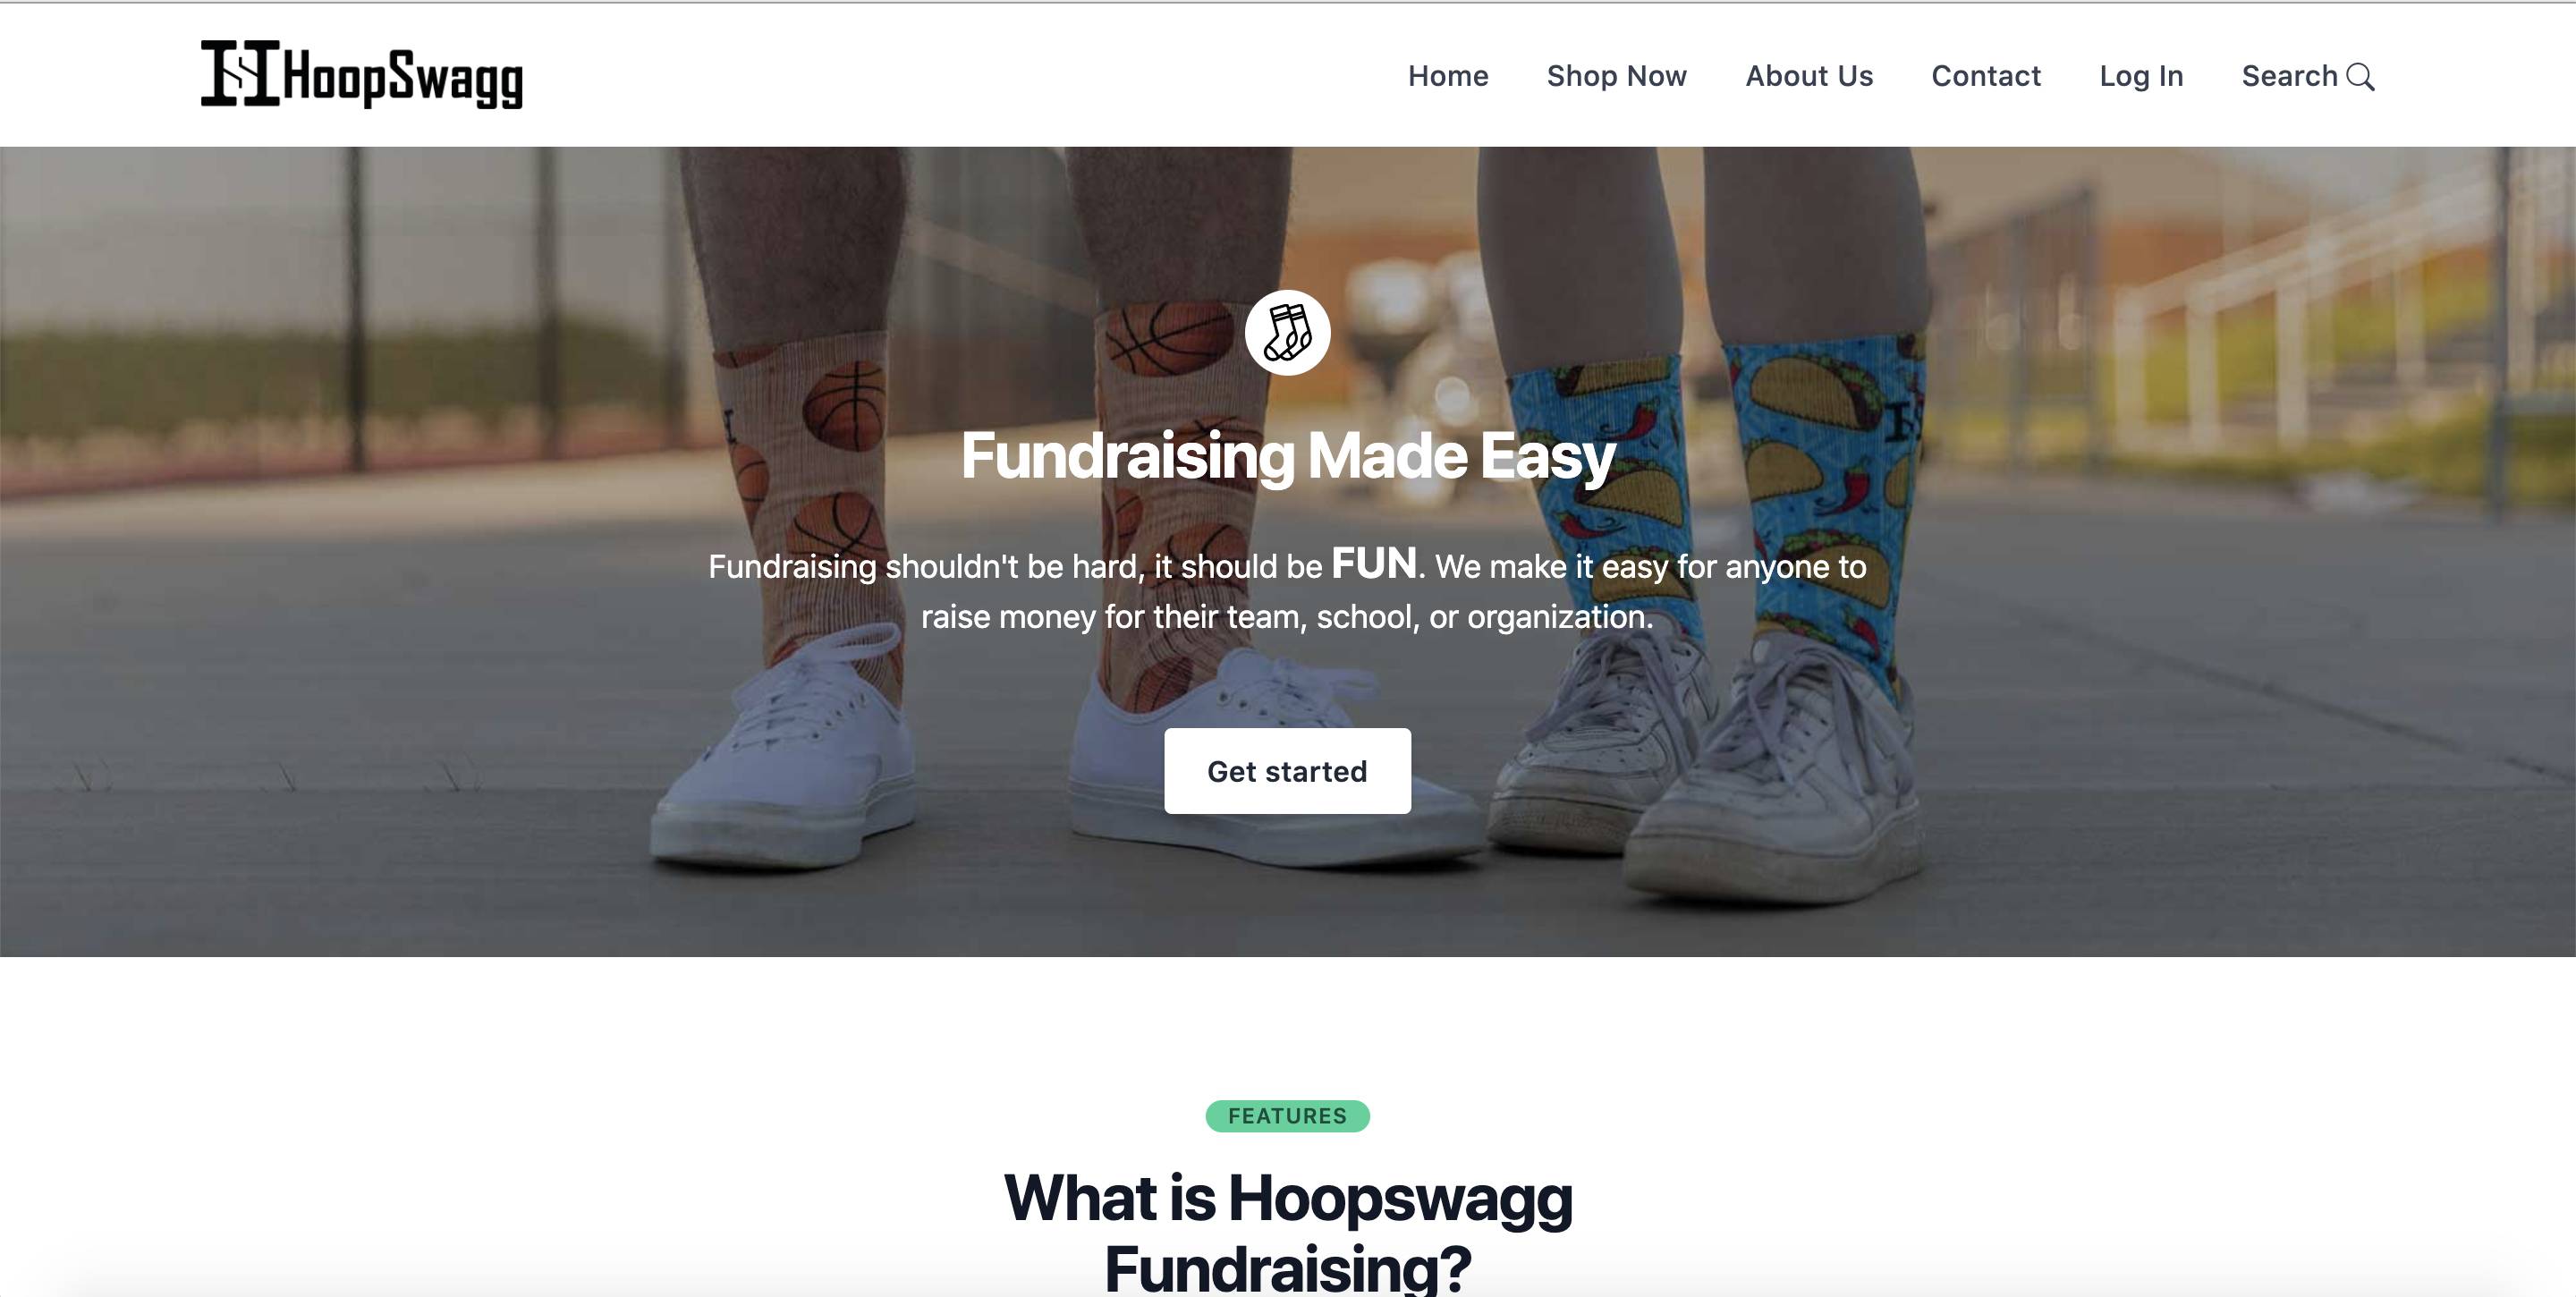 HoopSwagg
Home Shop Now About Us Contact Log In Search
Fundraising Made Easy
Fundraising shouldn't be hard, it should be FUN. We make it easy for anyone to
raise money for their team, school, or organization.
Get started
FEATURES
What is Hoopswagg
Fundraising?